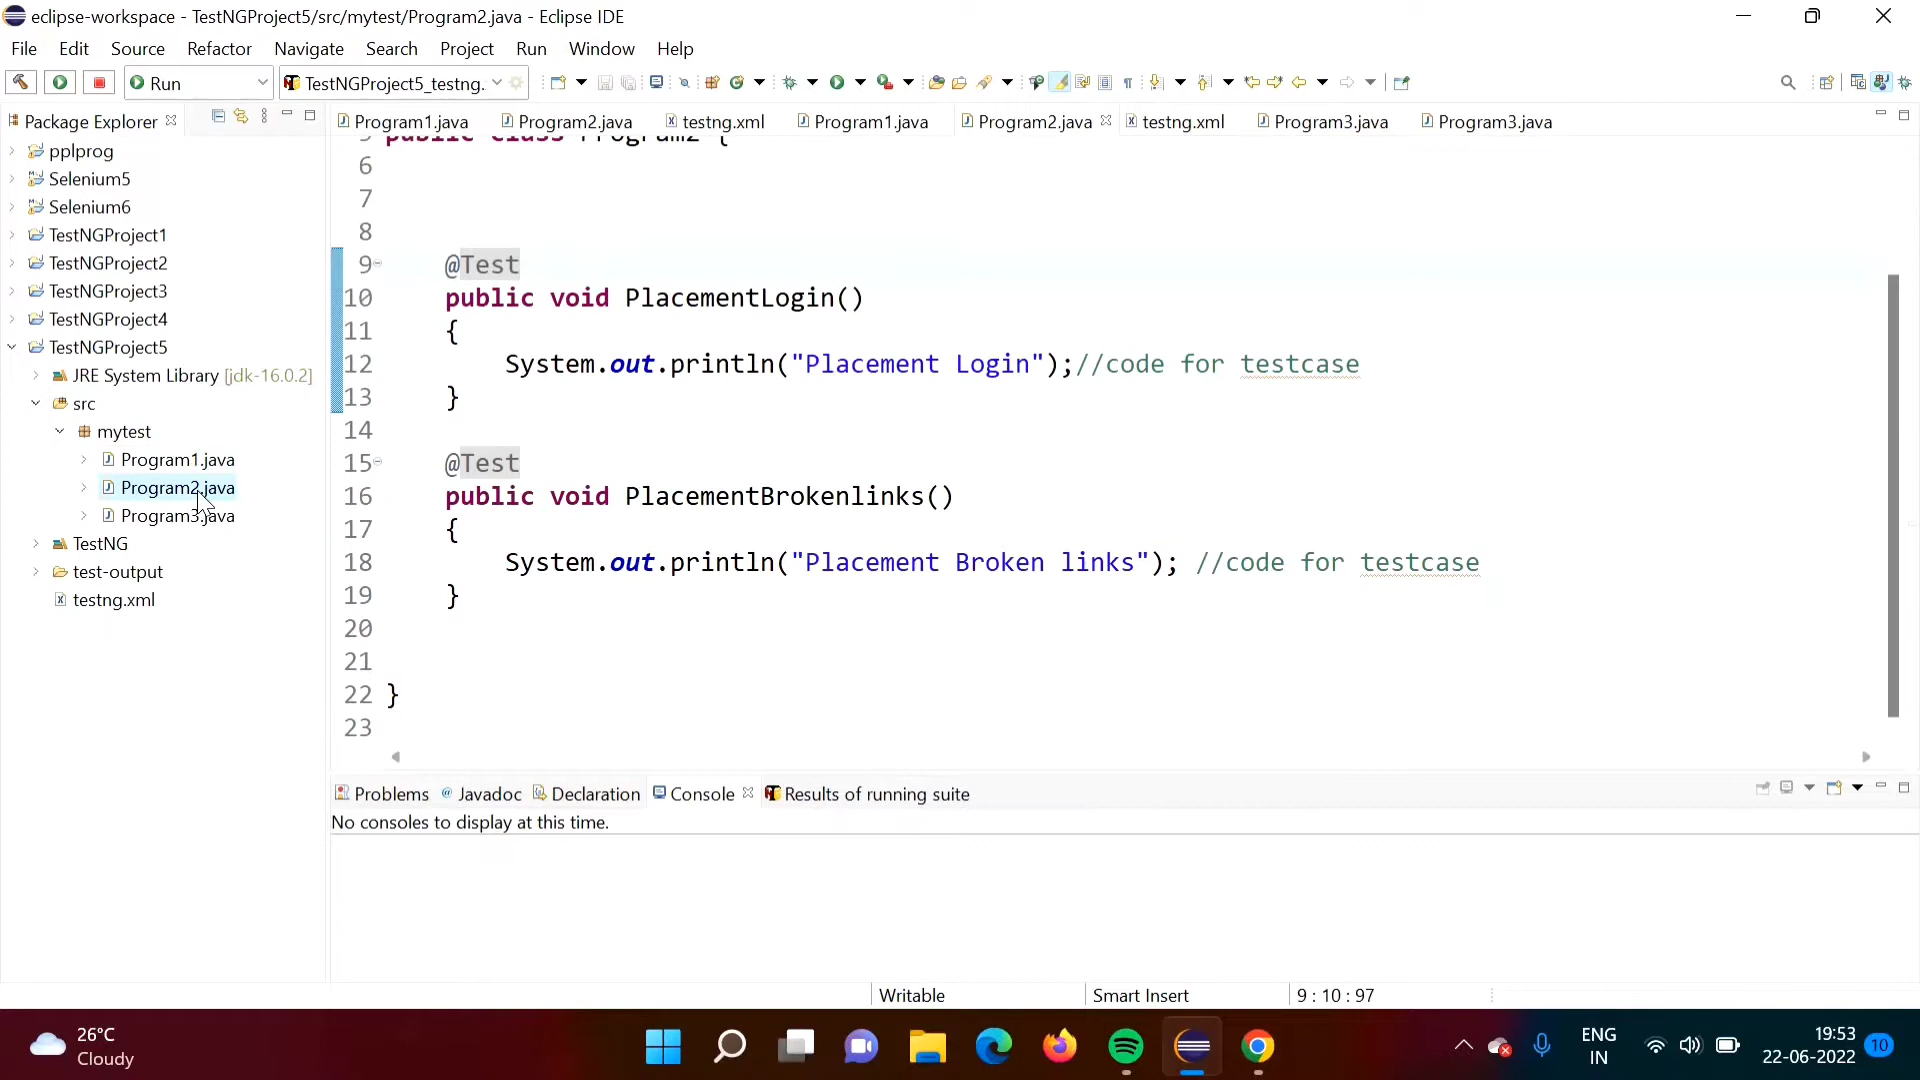 eclipse-workspace - TestNGProject5/src/mytest/Program2.java - Eclipse IDE
File Edit Source Refactor Navigate Search Project Run Window Help
Run TestNGProject5_testng.
Package Explorer
Program1.java Program2.java testng.xml Program1.java Program2.java testng.xml Program3.java Program3.java
pplprog
Selenium5
Selenium6
TestNGProject1
TestNGProject2
TestNGProject3
TestNGProject4
TestNGProject5
JRE System Library [jdk-16.0.2]
src
mytest
Program1.java
Program2.java
Program3.java
TestNG
test-output
testng.xml
5 public class Program2 {
6
7
8
9 @Test
10 public void PlacementLogin()
11 {
12 System.out.println("Placement Login");//code for testcase
13 }
14
15 @Test
16 public void PlacementBrokenlinks()
17 {
18 System.out.println("Placement Broken links"); //code for testcase
19 }
20
21
22 }
23
Problems Javadoc Declaration Console Results of running suite
No consoles to display at this time.
Writable Smart Insert 9 : 10 : 97
26°C
Cloudy
ENG
IN
19:53
22-06-2022
10